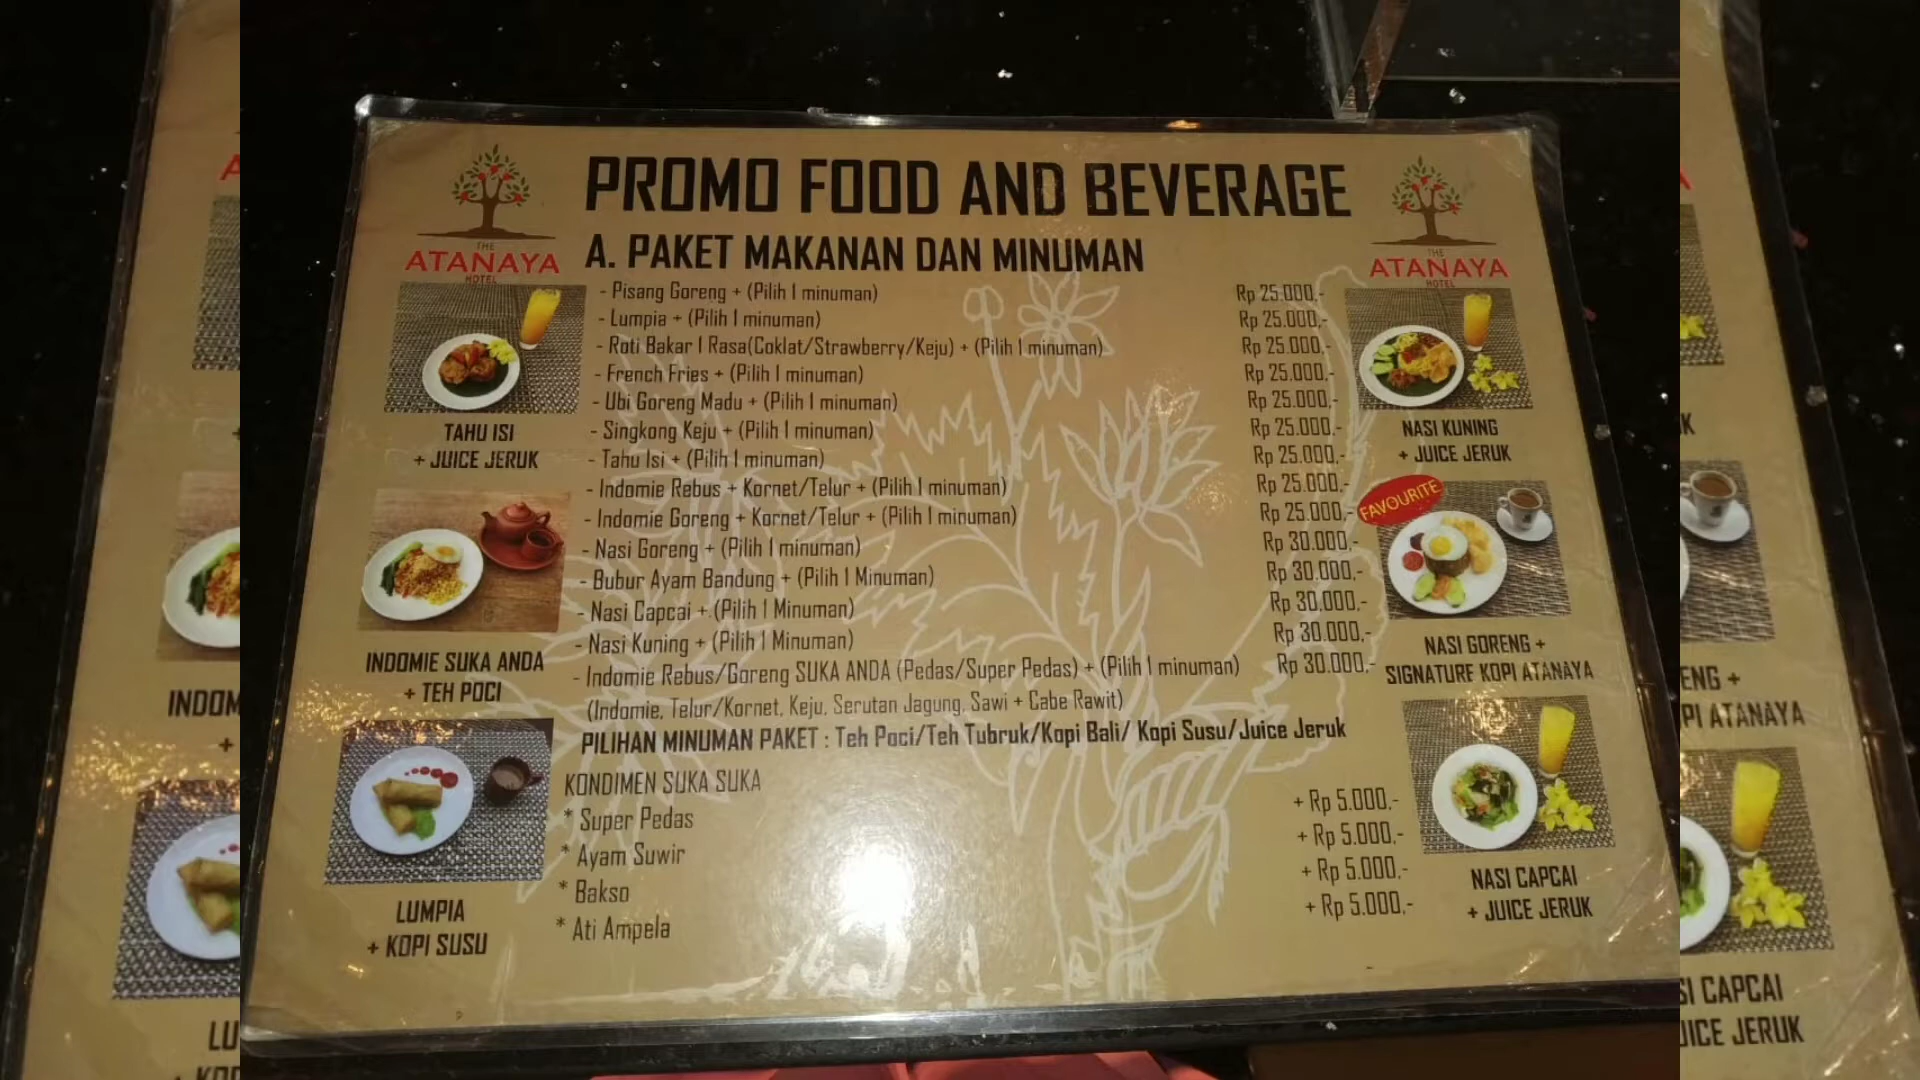 PROMO FOOD AND BEVERAGE
THE
ATANAYA
HOTEL
THE
ATANAYA
HOTEL
A. PAKET MAKANAN DAN MINUMAN
- Pisang Goreng + (Pilih 1 minuman) Rp 25.000,-
- Lumpia + (Pilih 1 minuman) Rp 25.000,-
- Roti Bakar 1 Rasa(Coklat/Strawberry/Keju) + (Pilih 1 minuman) Rp 25.000,-
- French Fries + (Pilih 1 minuman) Rp 25.000,-
- Ubi Goreng Madu + (Pilih 1 minuman) Rp 25.000,-
- Singkong Keju + (Pilih 1 minuman) Rp 25.000,-
- Tahu Isi + (Pilih 1 minuman) Rp 25.000,-
- Indomie Rebus + Kornet/Telur + (Pilih 1 minuman) Rp 25.000,-
- Indomie Goreng + Kornet/Telur + (Pilih 1 minuman) Rp 25.000,-
- Nasi Goreng + (Pilih 1 minuman) Rp 30.000,-
- Bubur Ayam Bandung + (Pilih 1 Minuman) Rp 30.000,-
- Nasi Capcai + (Pilih 1 Minuman) Rp 30.000,-
- Nasi Kuning + (Pilih 1 Minuman) Rp 30.000,-
- Indomie Rebus/Goreng SUKA ANDA (Pedas/Super Pedas) + (Pilih 1 minuman) Rp 30.000,-
(Indomie, Telur/Kornet, Keju, Serutan Jagung, Sawi + Cabe Rawit)
PILIHAN MINUMAN PAKET : Teh Poci/Teh Tubruk/Kopi Bali/ Kopi Susu/Juice Jeruk
KONDIMEN SUKA SUKA
* Super Pedas + Rp 5.000,-
* Ayam Suwir + Rp 5.000,-
* Bakso + Rp 5.000,-
* Ati Ampela + Rp 5.000,-
TAHU ISI
+ JUICE JERUK
INDOMIE SUKA ANDA
+ TEH POCI
LUMPIA
+ KOPI SUSU
NASI KUNING
+ JUICE JERUK
FAVOURITE
NASI GORENG +
SIGNATURE KOPI ATANAYA
NASI CAPCAI
+ JUICE JERUK